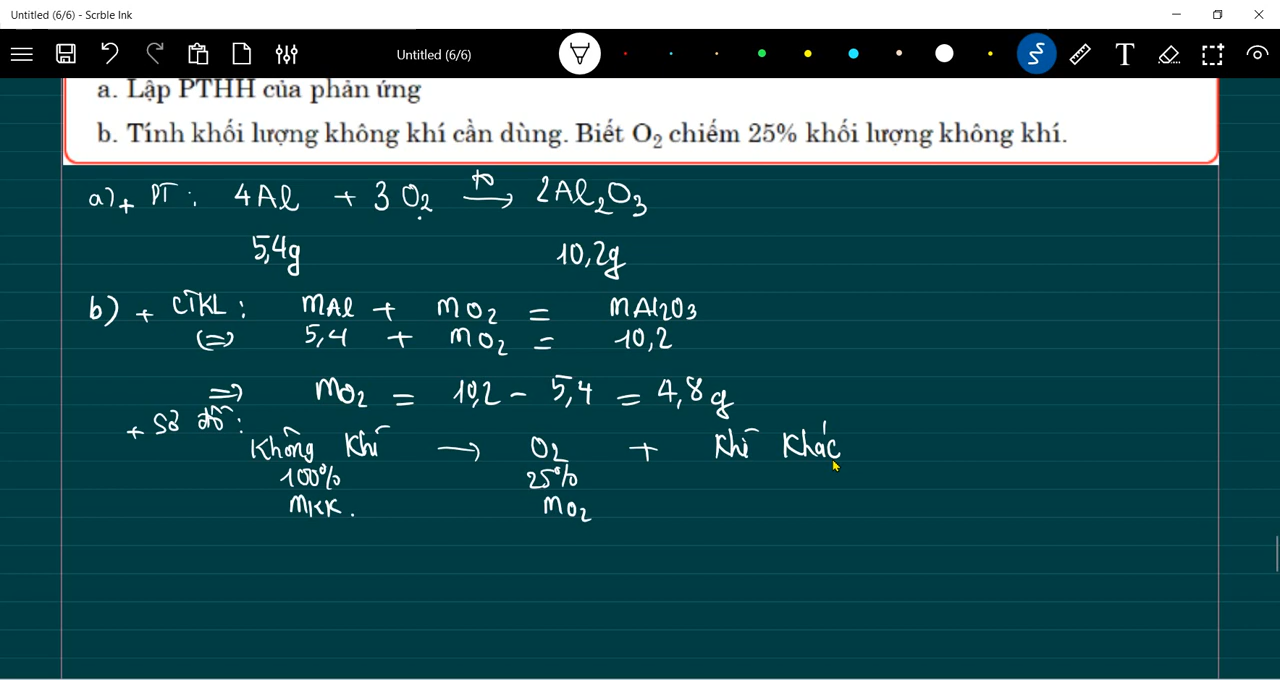 Untitled (6/6) - Scrble Ink
Untitled (6/6)
T
a. Lập PTHH của phản ứng
b. Tính khối lượng không khí cần dùng. Biết O₂ chiếm 25% khối lượng không khí.
a) + PT : 4Al + 3O₂ →(t⁰) 2Al₂O₃
5,4g 10,2g
b) + CTKL : mAl + mO₂ = mAl₂O₃
(=) 5,4 + mO₂ = 10,2
=> mO₂ = 10,2 - 5,4 = 4,8g
+ Sơ đồ :
Không khí → O₂ + Khí khác
100% 25%
mKK. mO₂